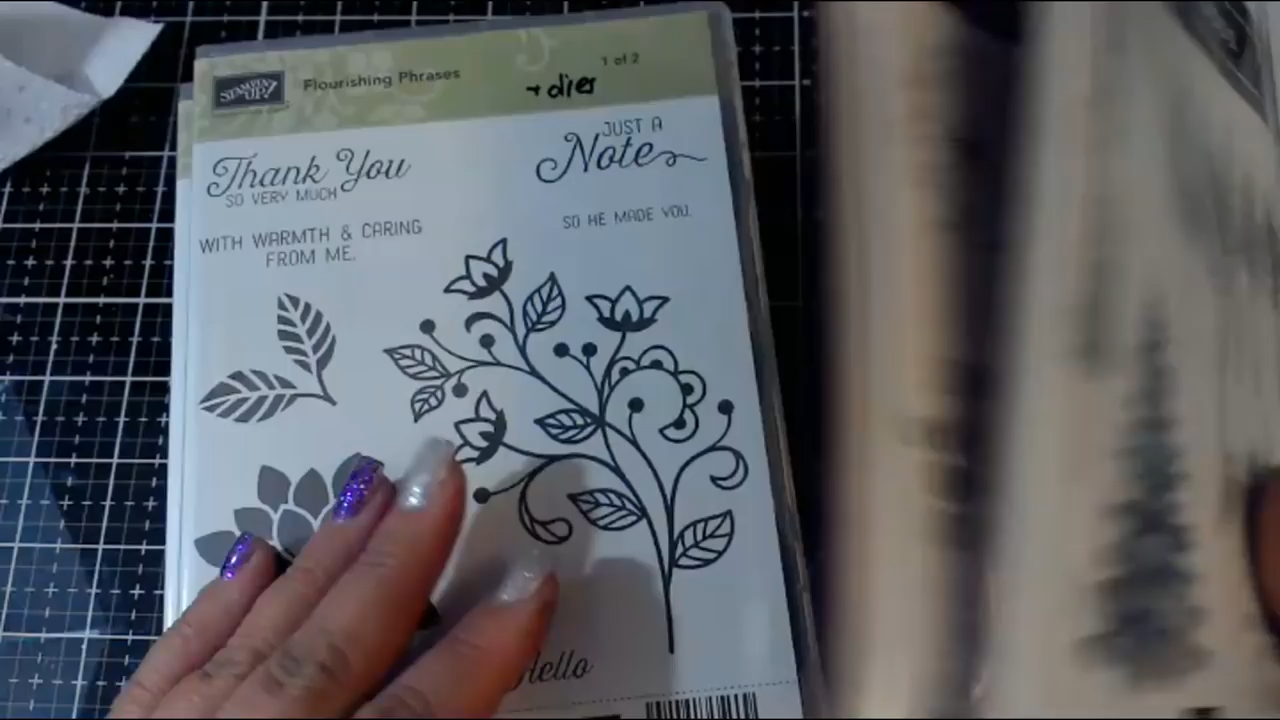 STAMPIN' UP!
Flourishing Phrases
1 of 2
+ dies
Thank You
SO VERY MUCH
JUST A
Note
WITH WARMTH & CARING
FROM ME.
SO HE MADE YOU.
Hello